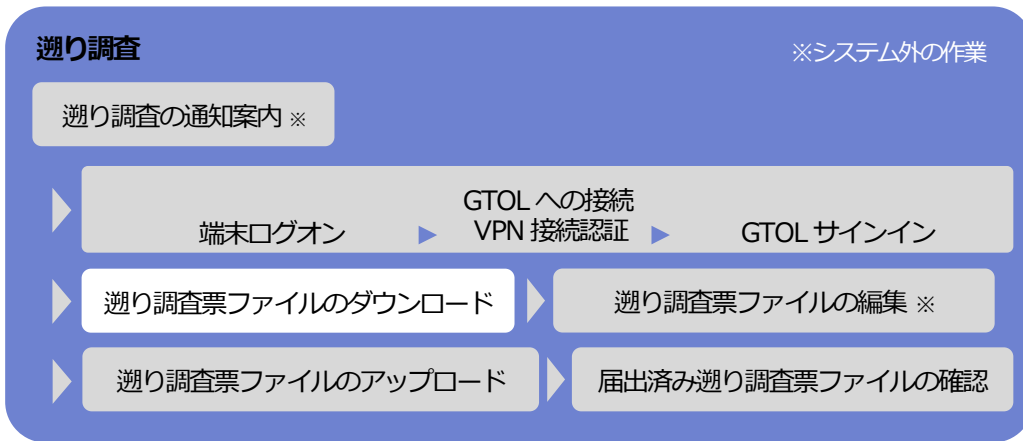 遡り調査
※システム外の作業
遡り調査の通知案内 ※
端末ログオン
GTOL への接続
VPN 接続認証
GTOL サインイン
遡り調査票ファイルのダウンロード
遡り調査票ファイルの編集 ※
遡り調査票ファイルのアップロード
届出済み遡り調査票ファイルの確認